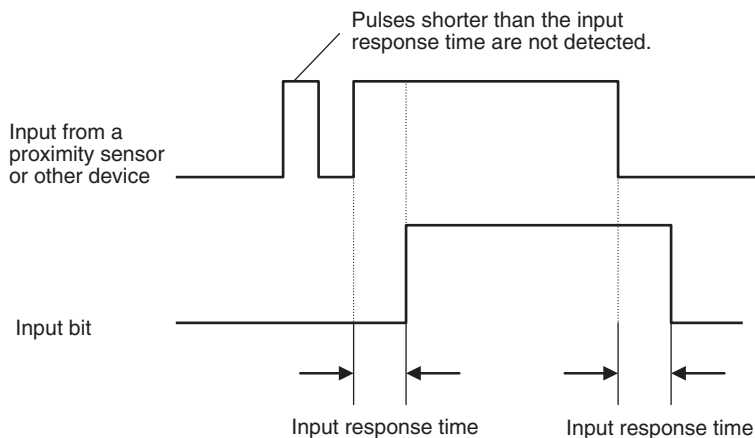 Pulses shorter than the input
response time are not detected.
Input from a
proximity sensor
or other device
Input bit
Input response time
Input response time